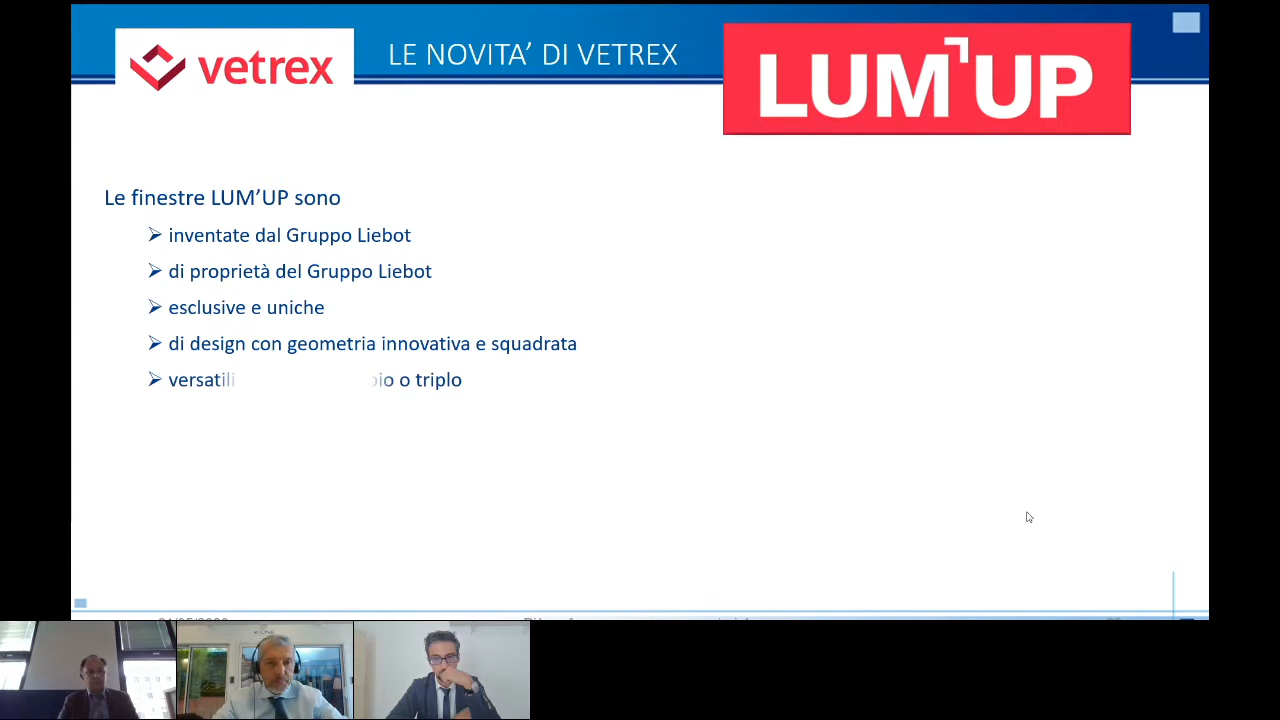 vetrex
LE NOVITA’ DI VETREX
LUM'UP
Le finestre LUM’UP sono
➢ inventate dal Gruppo Liebot
➢ di proprietà del Gruppo Liebot
➢ esclusive e uniche
➢ di design con geometria innovativa e squadrata
➢ versatili o triplo